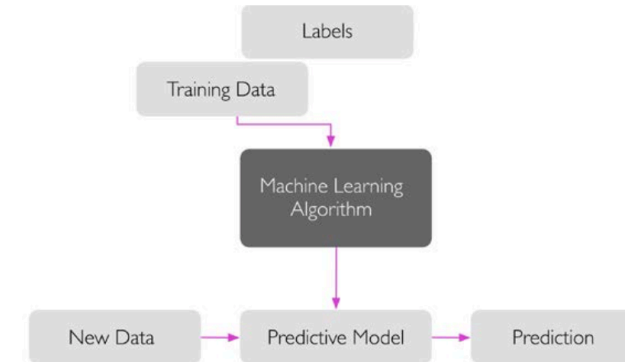 Labels
Training Data
Machine Learning
Algorithm
New Data
Predictive Model
Prediction